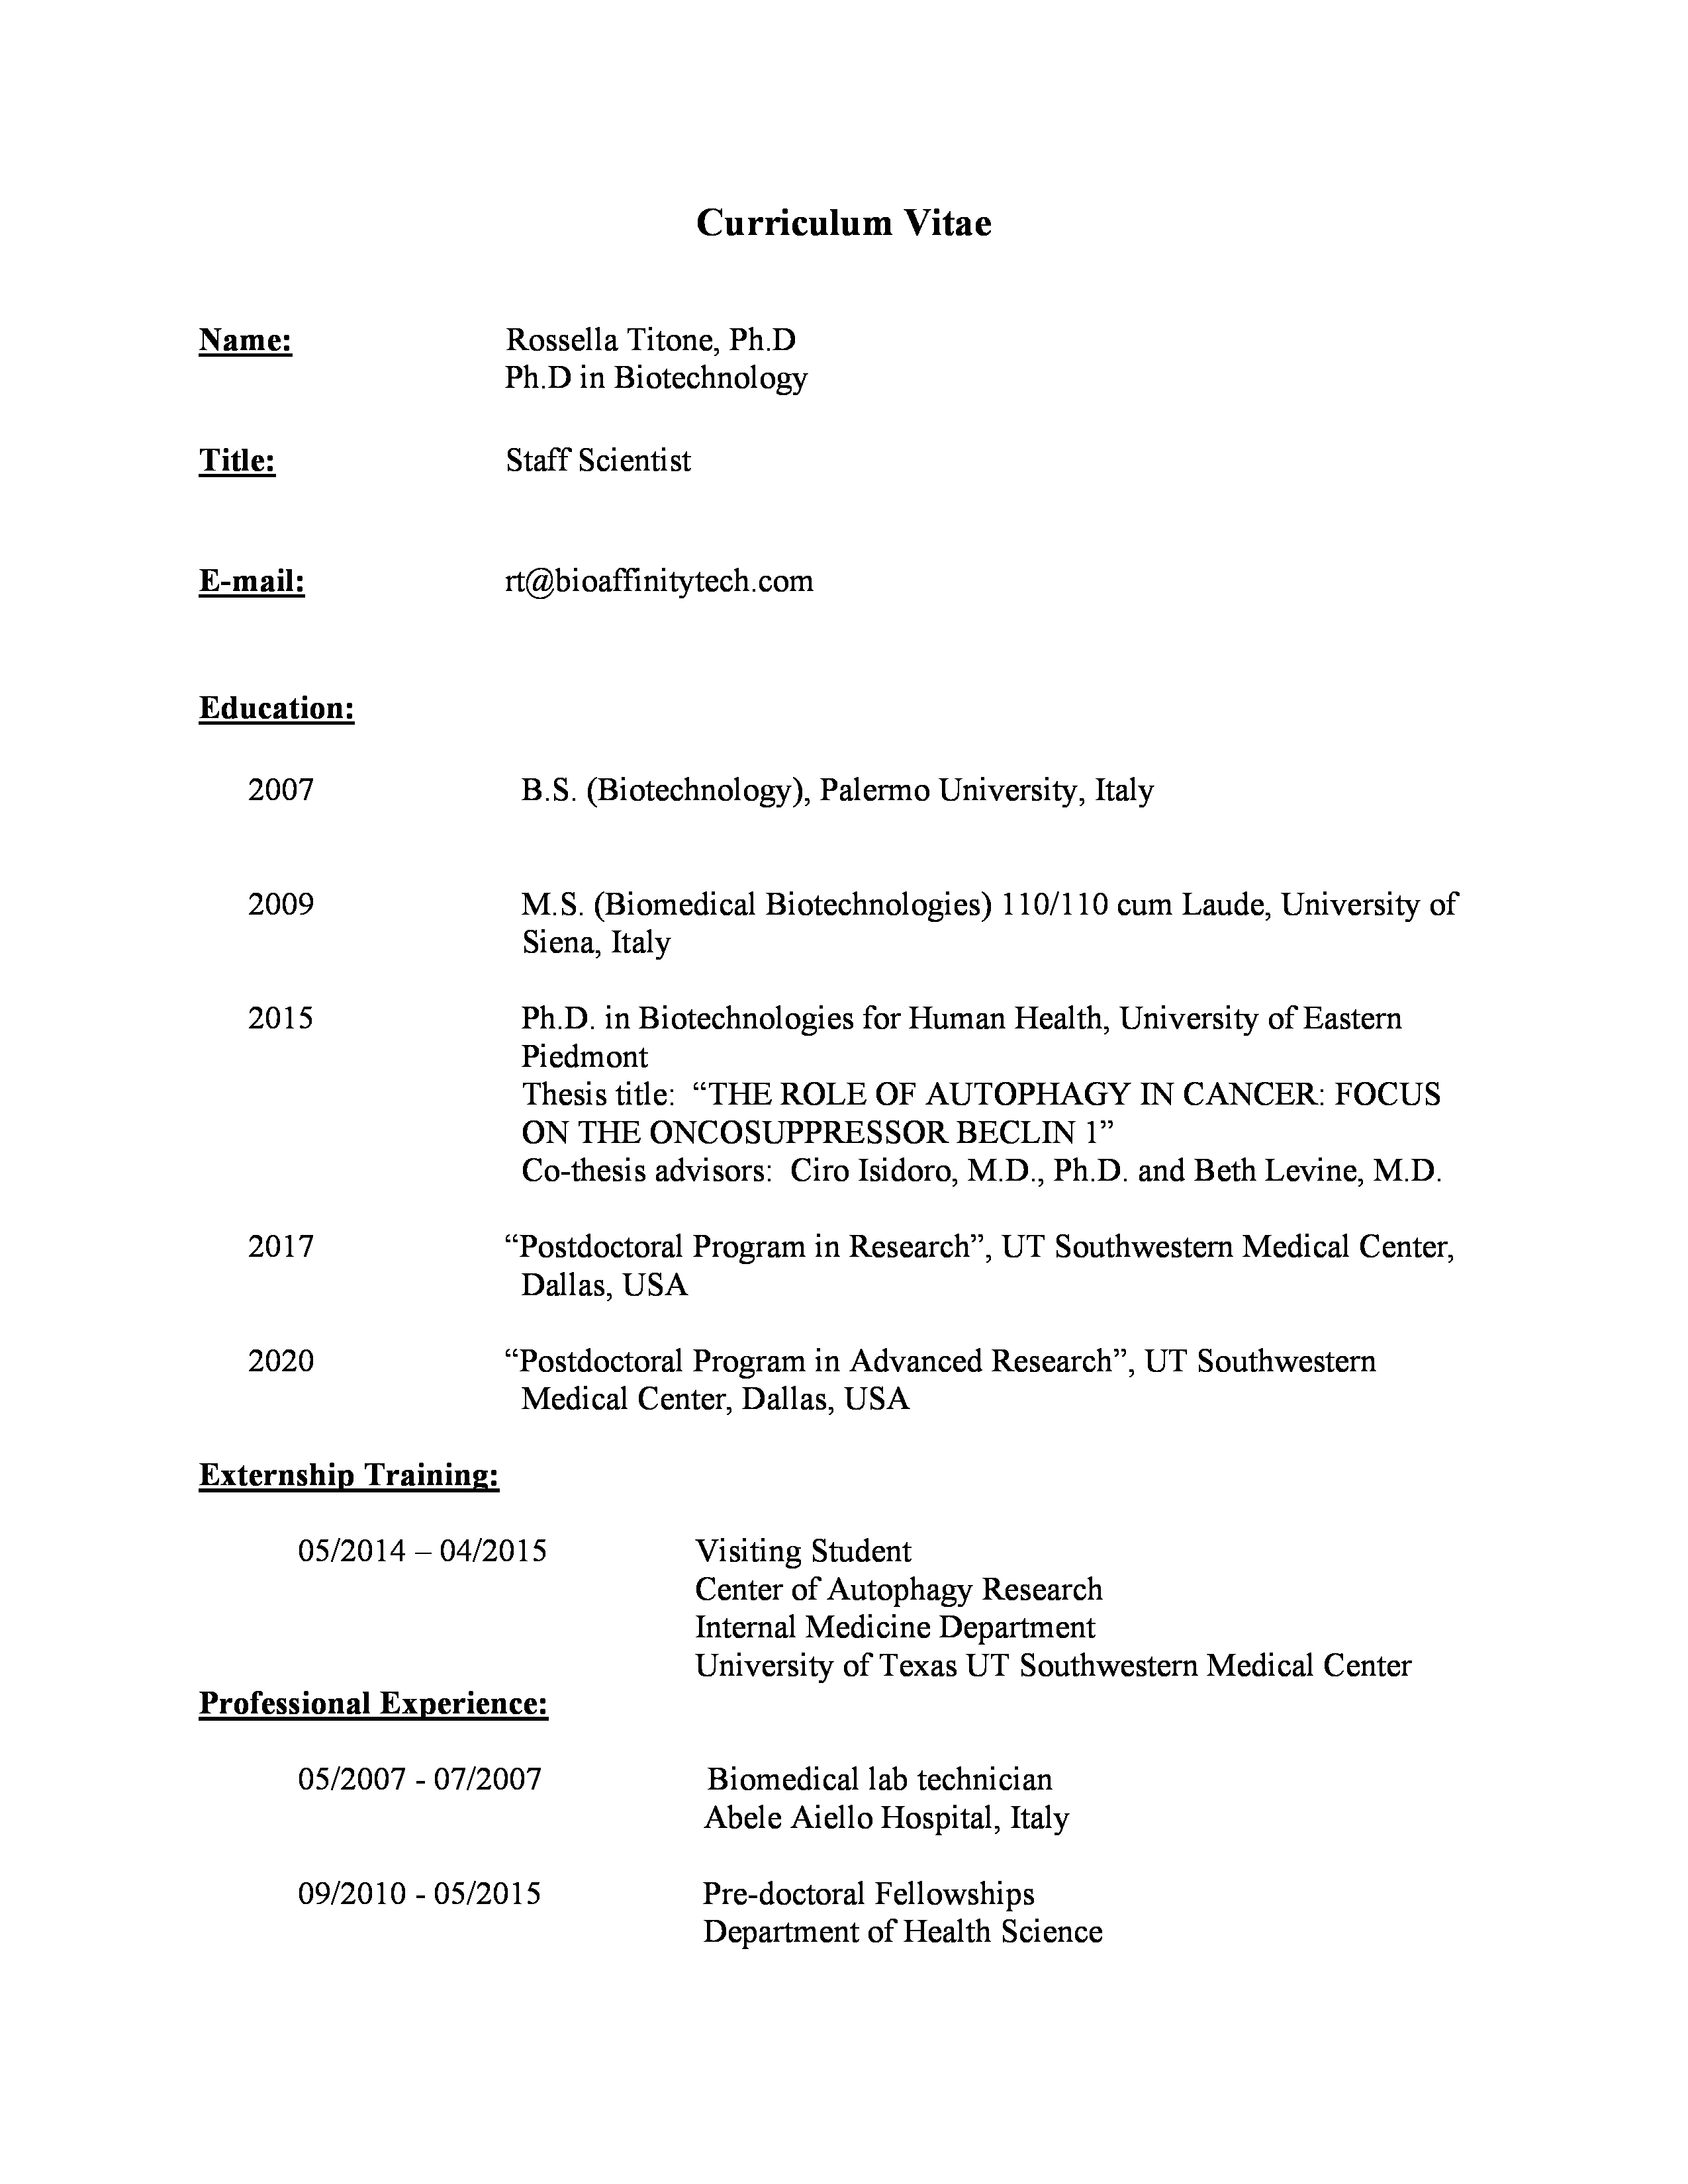 Curriculum Vitae
Name: Rossella Titone, Ph.D
Ph.D in Biotechnology
Title: Staff Scientist
E-mail: rt@bioaffinitytech.com
Education:
2007 B.S. (Biotechnology), Palermo University, Italy
2009 M.S. (Biomedical Biotechnologies) 110/110 cum Laude, University of
Siena, Italy
2015 Ph.D. in Biotechnologies for Human Health, University of Eastern
Piedmont
Thesis title: “THE ROLE OF AUTOPHAGY IN CANCER: FOCUS
ON THE ONCOSUPPRESSOR BECLIN 1”
Co-thesis advisors: Ciro Isidoro, M.D., Ph.D. and Beth Levine, M.D.
2017 “Postdoctoral Program in Research”, UT Southwestern Medical Center,
Dallas, USA
2020 “Postdoctoral Program in Advanced Research”, UT Southwestern
Medical Center, Dallas, USA
Externship Training:
05/2014 – 04/2015 Visiting Student
Center of Autophagy Research
Internal Medicine Department
University of Texas UT Southwestern Medical Center
Professional Experience:
05/2007 - 07/2007 Biomedical lab technician
Abele Aiello Hospital, Italy
09/2010 - 05/2015 Pre-doctoral Fellowships
Department of Health Science